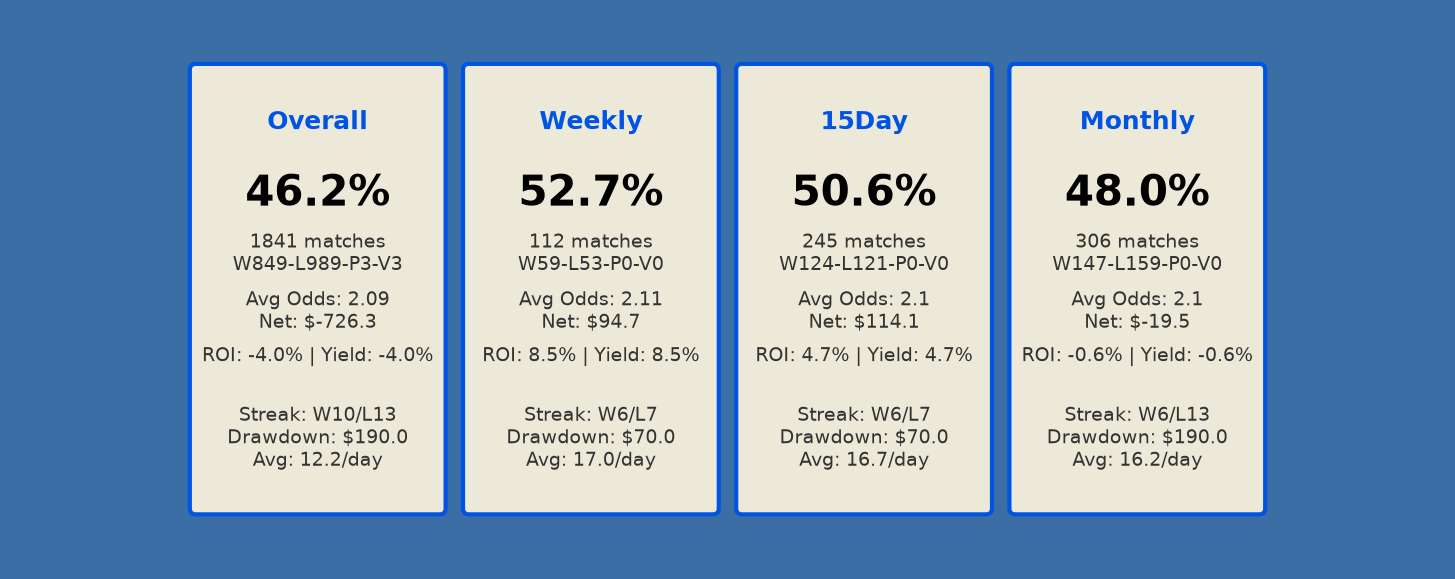 Overall
46.2%
1841 matches
W849-L989-P3-V3
Avg Odds: 2.09
Net: $-726.3
ROI: -4.0% | Yield: -4.0%
Streak: W10/L13
Drawdown: $190.0
Avg: 12.2/day
Weekly
52.7%
112 matches
W59-L53-P0-V0
Avg Odds: 2.11
Net: $94.7
ROI: 8.5% | Yield: 8.5%
Streak: W6/L7
Drawdown: $70.0
Avg: 17.0/day
15Day
50.6%
245 matches
W124-L121-P0-V0
Avg Odds: 2.1
Net: $114.1
ROI: 4.7% | Yield: 4.7%
Streak: W6/L7
Drawdown: $70.0
Avg: 16.7/day
Monthly
48.0%
306 matches
W147-L159-P0-V0
Avg Odds: 2.1
Net: $-19.5
ROI: -0.6% | Yield: -0.6%
Streak: W6/L13
Drawdown: $190.0
Avg: 16.2/day